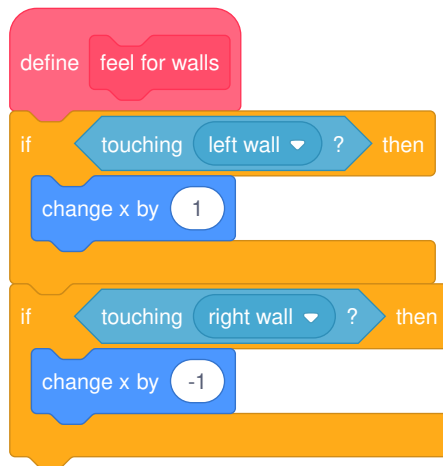 define feel for walls
if touching left wall ? then
change x by 1
if touching right wall ? then
change x by -1